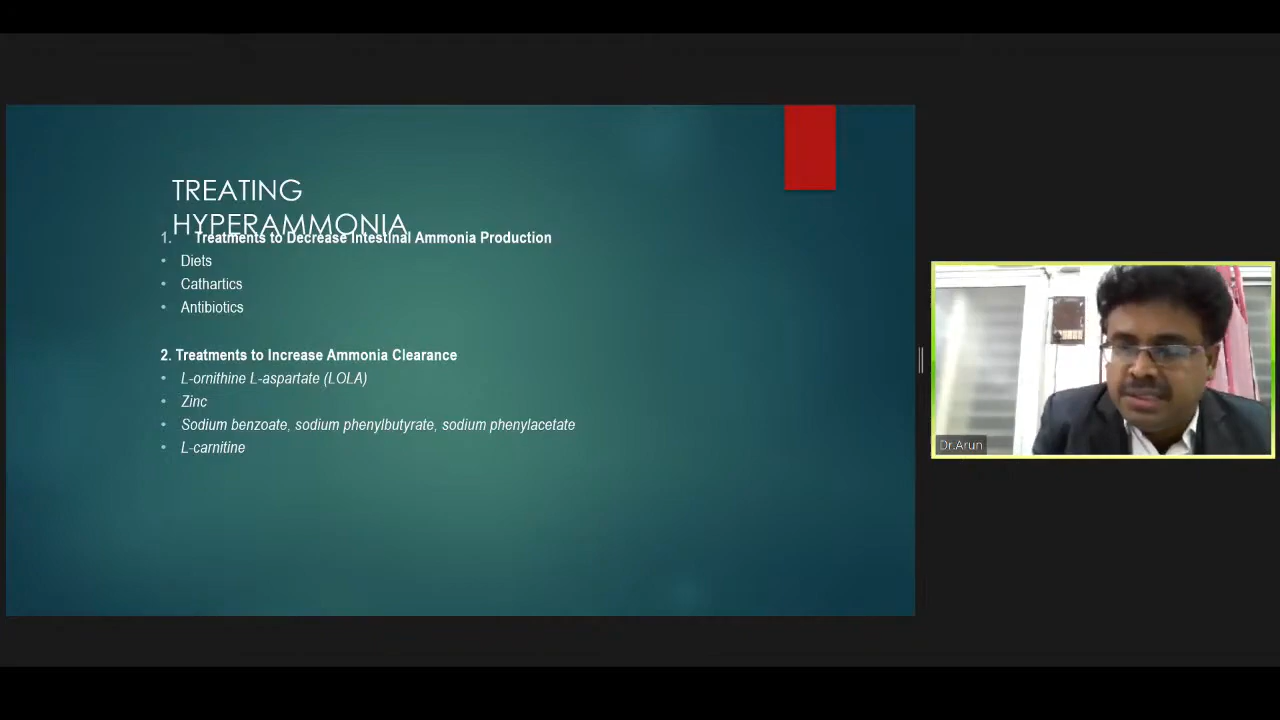 TREATING
HYPERAMMONIA
1. Treatments to Decrease Intestinal Ammonia Production
• Diets
• Cathartics
• Antibiotics
2. Treatments to Increase Ammonia Clearance
• L-ornithine L-aspartate (LOLA)
• Zinc
• Sodium benzoate, sodium phenylbutyrate, sodium phenylacetate
• L-carnitine
Dr.Arun